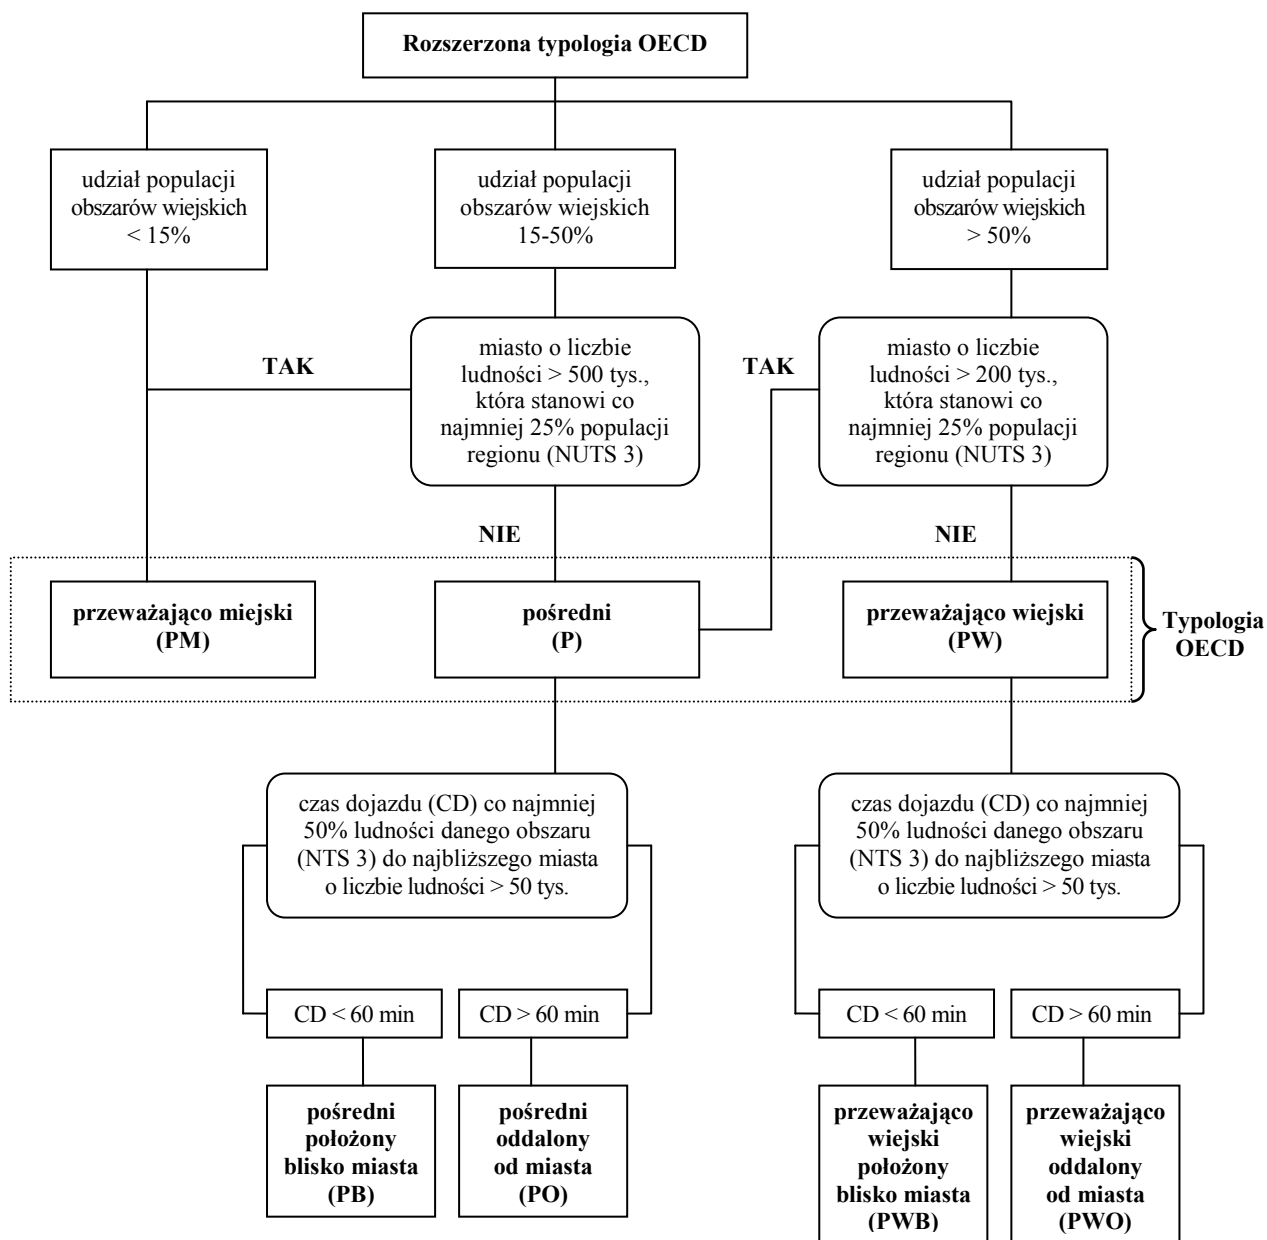 Rozszerzona typologia OECD
udział populacji
obszarów wiejskich
< 15%
udział populacji
obszarów wiejskich
15-50%
udział populacji
obszarów wiejskich
> 50%
TAK
miasto o liczbie
ludności > 500 tys.,
która stanowi co
najmniej 25% populacji
regionu (NUTS 3)
TAK
miasto o liczbie
ludności > 200 tys.,
która stanowi co
najmniej 25% populacji
regionu (NUTS 3)
NIE
NIE
przeważająco miejski
(PM)
pośredni
(P)
przeważająco wiejski
(PW)
Typologia
OECD
czas dojazdu (CD) co najmniej
50% ludności danego obszaru
(NTS 3) do najbliższego miasta
o liczbie ludności > 50 tys.
czas dojazdu (CD) co najmniej
50% ludności danego obszaru
(NTS 3) do najbliższego miasta
o liczbie ludności > 50 tys.
CD < 60 min
CD > 60 min
CD < 60 min
CD > 60 min
pośredni
położony
blisko miasta
(PB)
pośredni
oddalony
od miasta
(PO)
przeważająco
wiejski
położony
blisko miasta
(PWB)
przeważająco
wiejski
oddalony
od miasta
(PWO)